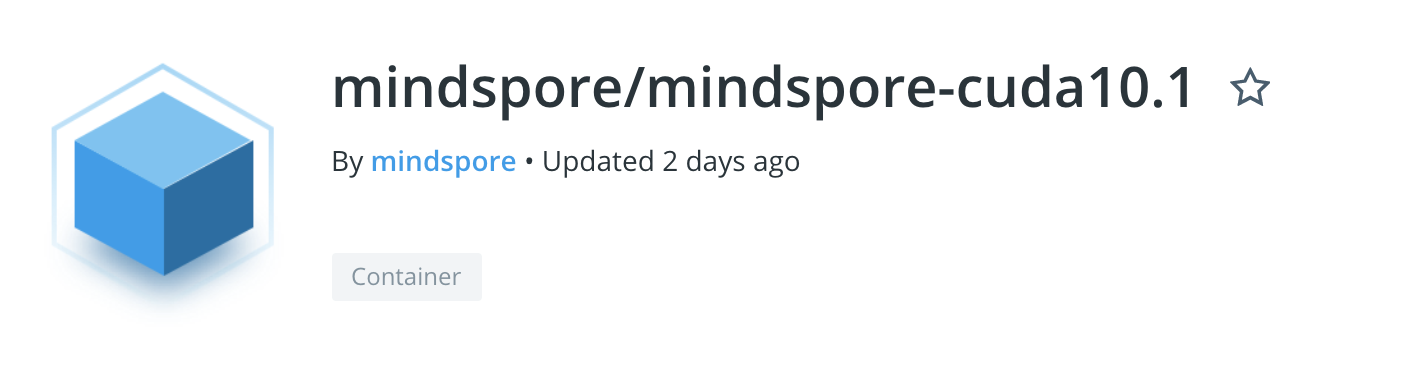 mindspore/mindspore-cuda10.1
By mindspore • Updated 2 days ago
Container